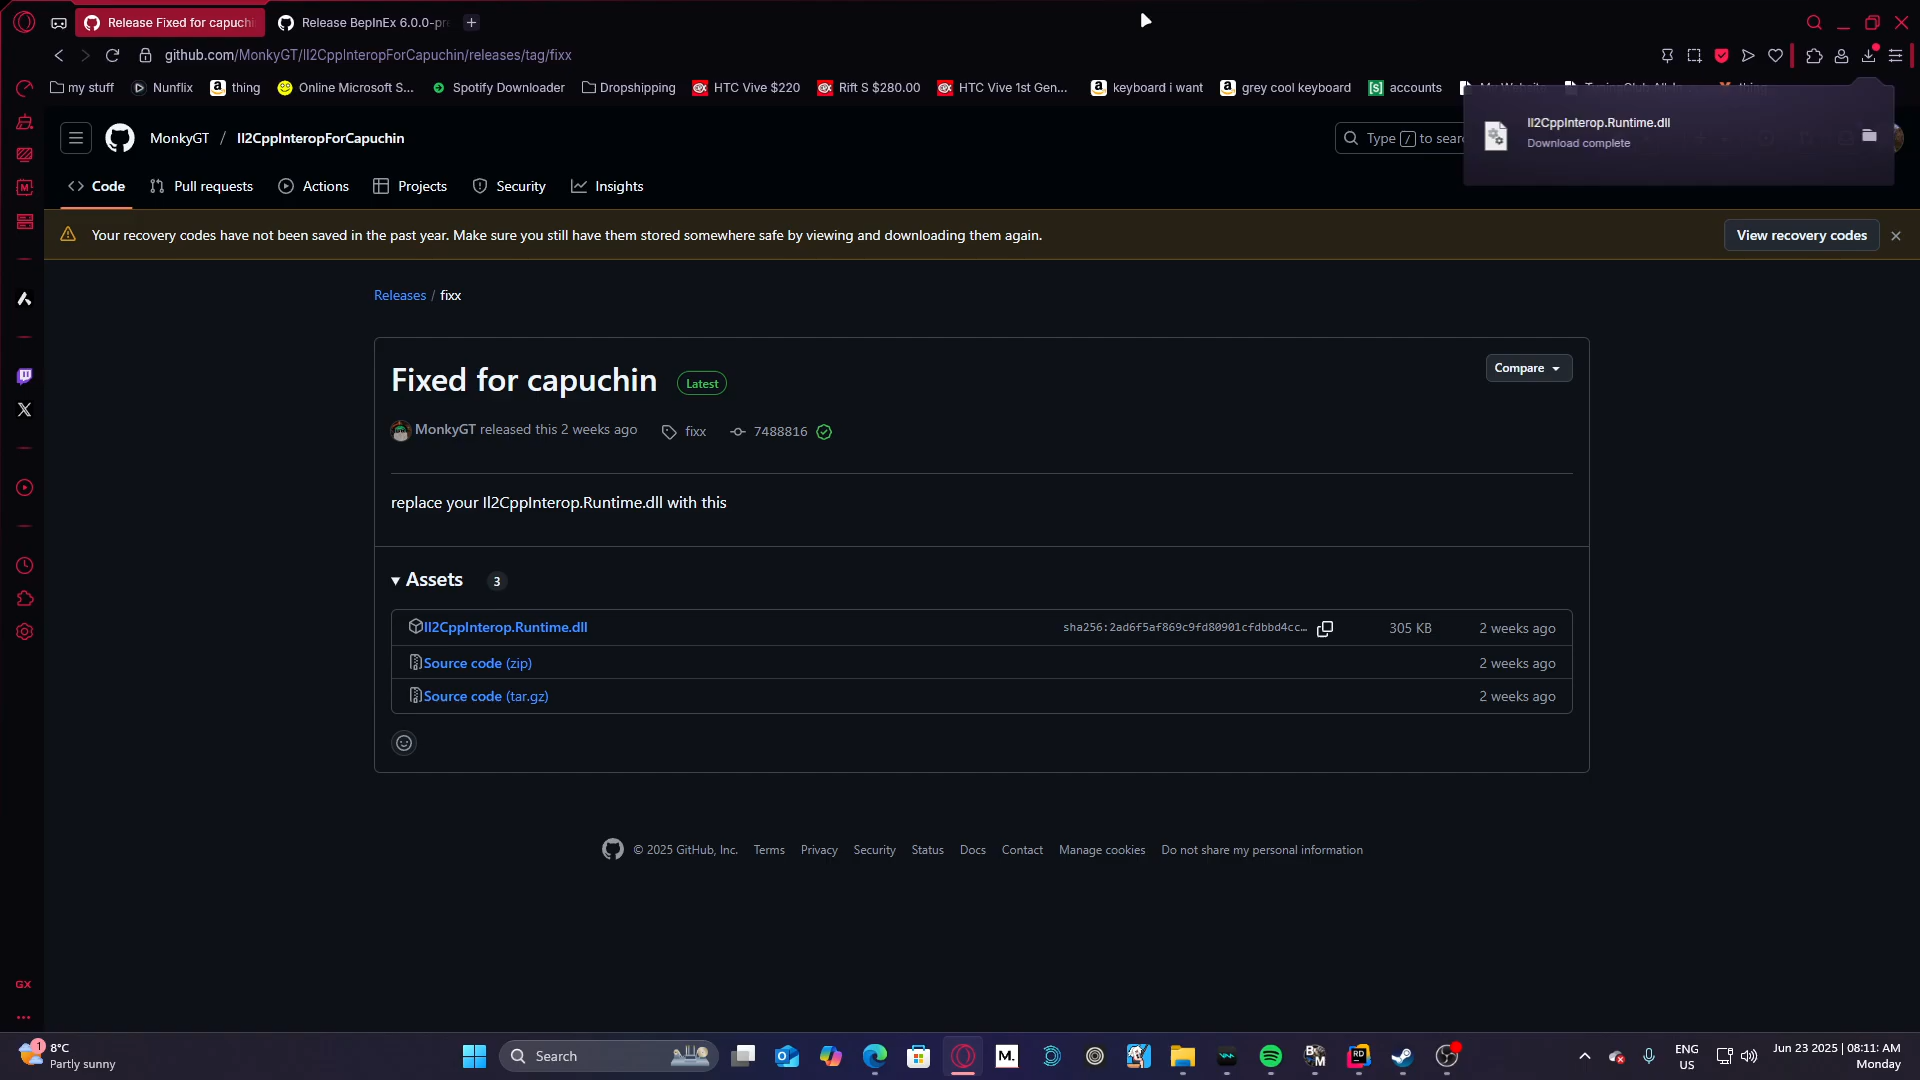 Release Fixed for capuchi
Release BepInEx 6.0.0-pre
github.com/MonkyGT/Il2CppInteropForCapuchin/releases/tag/fixx
my stuff
Nunflix
thing
Online Microsoft S...
Spotify Downloader
Dropshipping
HTC Vive $220
Rift S $280.00
HTC Vive 1st Gen...
keyboard i want
grey cool keyboard
accounts
Il2CppInterop.Runtime.dll
Download complete
MonkyGT / Il2CppInteropForCapuchin
Type / to sear
Code
Pull requests
Actions
Projects
Security
Insights
Your recovery codes have not been saved in the past year. Make sure you still have them stored somewhere safe by viewing and downloading them again.
View recovery codes
Releases / fixx
Fixed for capuchin
Latest
Compare
MonkyGT released this 2 weeks ago
fixx
7488816
replace your Il2CppInterop.Runtime.dll with this
Assets 3
Il2CppInterop.Runtime.dll
sha256:2ad6f5af869c9fd80901cfdbbd4cc…
305 KB
2 weeks ago
Source code (zip)
2 weeks ago
Source code (tar.gz)
2 weeks ago
© 2025 GitHub, Inc.
Terms
Privacy
Security
Status
Docs
Contact
Manage cookies
Do not share my personal information
GX
1
8°C
Partly sunny
Search
M.
RD
ENG
US
Jun 23 2025 | 08:11: AM
Monday